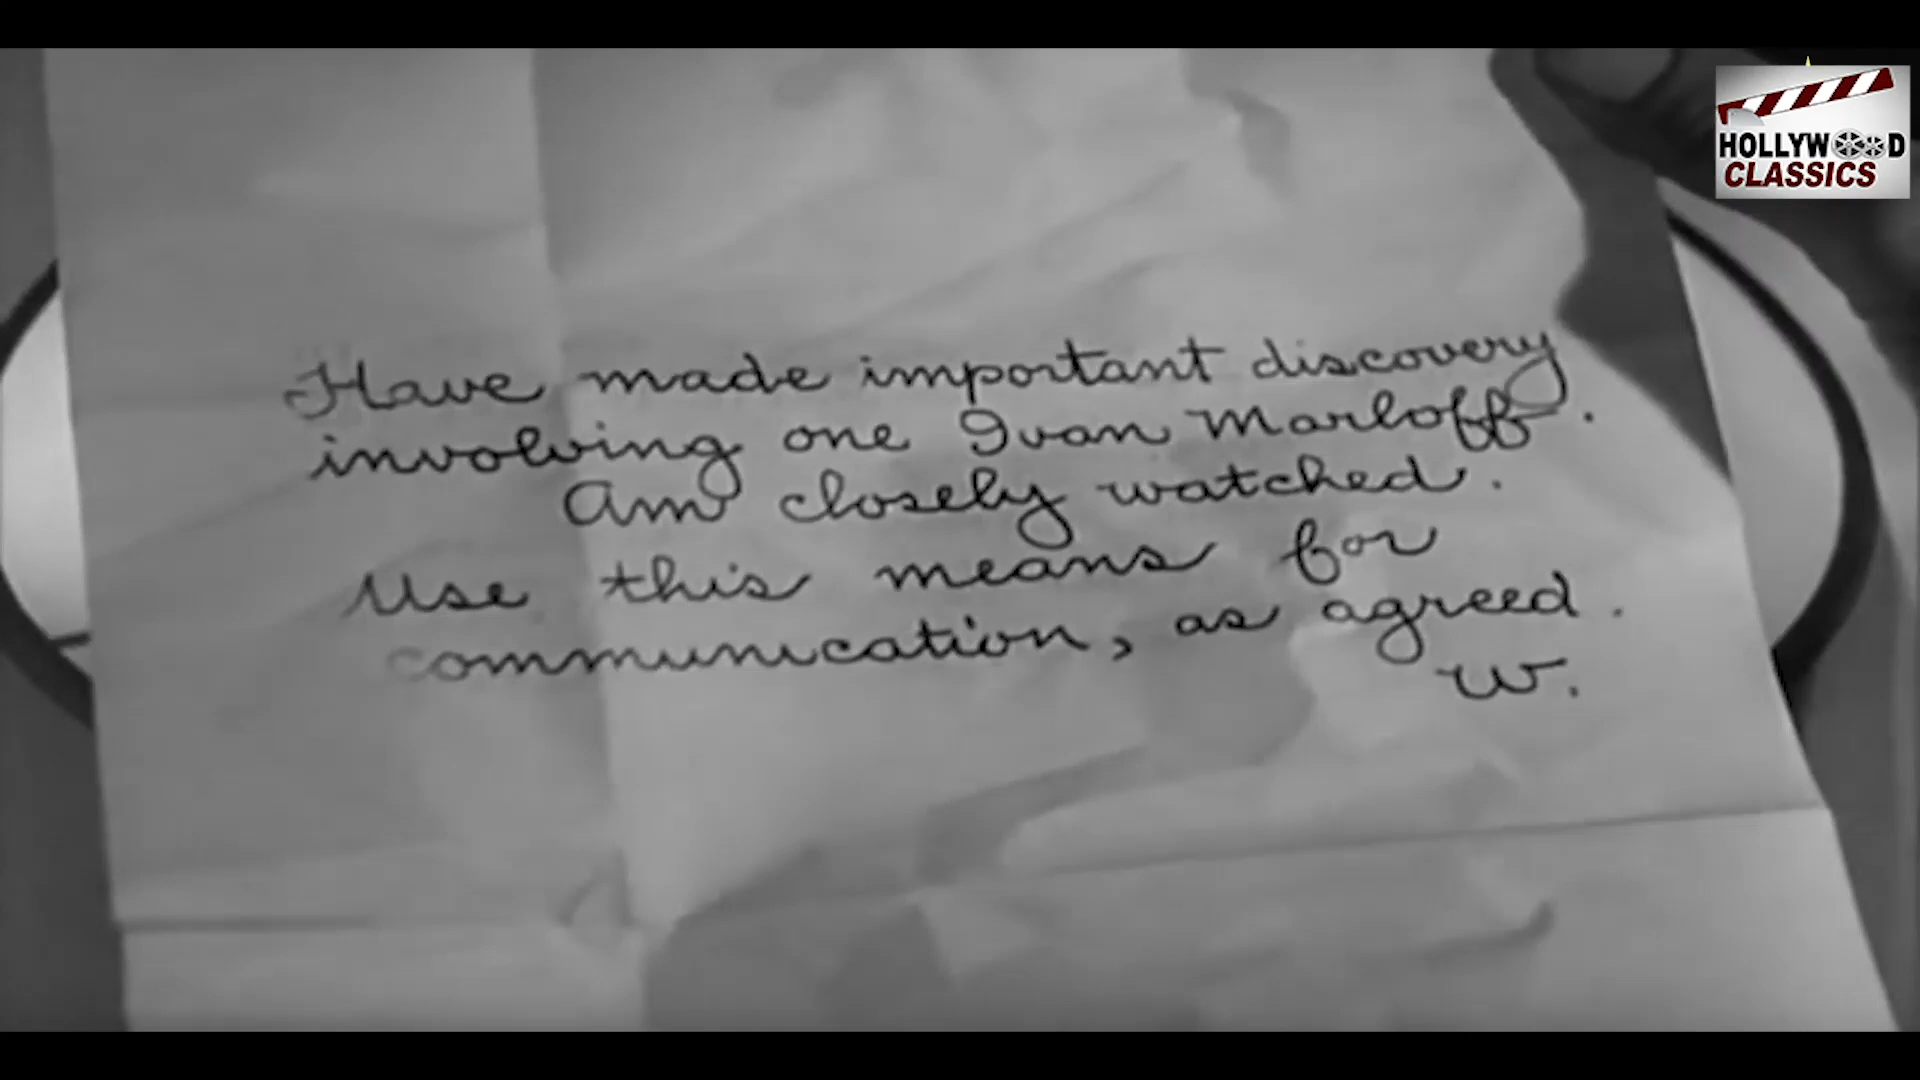 HOLLYWOOD
CLASSICS
Have made important discovery
involving one Ivan Marloff.
Am closely watched.
Use this means for
communication, as agreed.
W.